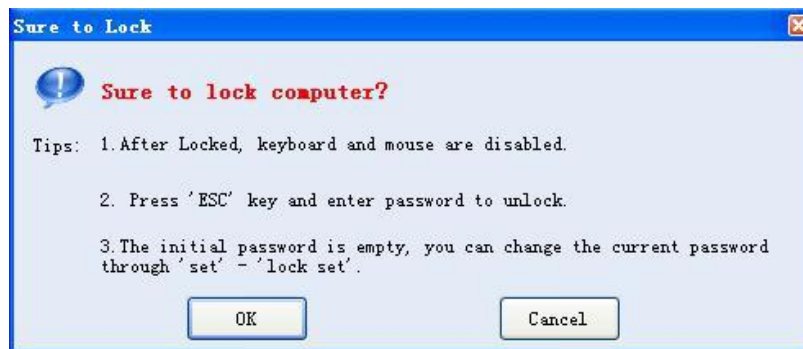 Sure to Lock
Sure to lock computer?
Tips: 1.After Locked, keyboard and mouse are disabled.
2. Press 'ESC' key and enter password to unlock.
3.The initial password is empty, you can change the current password
through 'set' - 'lock set'.
OK Cancel